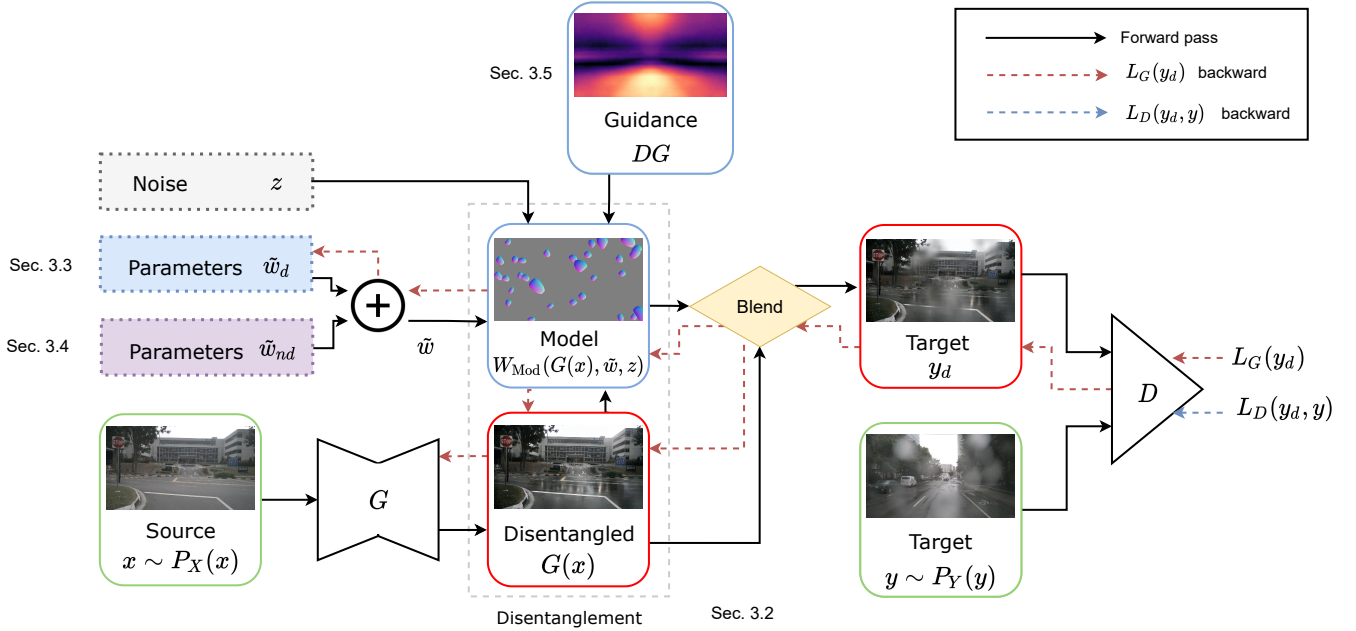 Sec. 3.5
Guidance
DG
Forward pass
L_G(y_d) backward
L_D(y_d, y) backward
Noise z
Sec. 3.3
Parameters w̃_d
Sec. 3.4
Parameters w̃_nd
+
w̃
Model
W_Mod(G(x), w̃, z)
Blend
Target
y_d
D
L_G(y_d)
L_D(y_d, y)
Source
x ∼ P_X(x)
G
Disentangled
G(x)
Target
y ∼ P_Y(y)
Disentanglement
Sec. 3.2